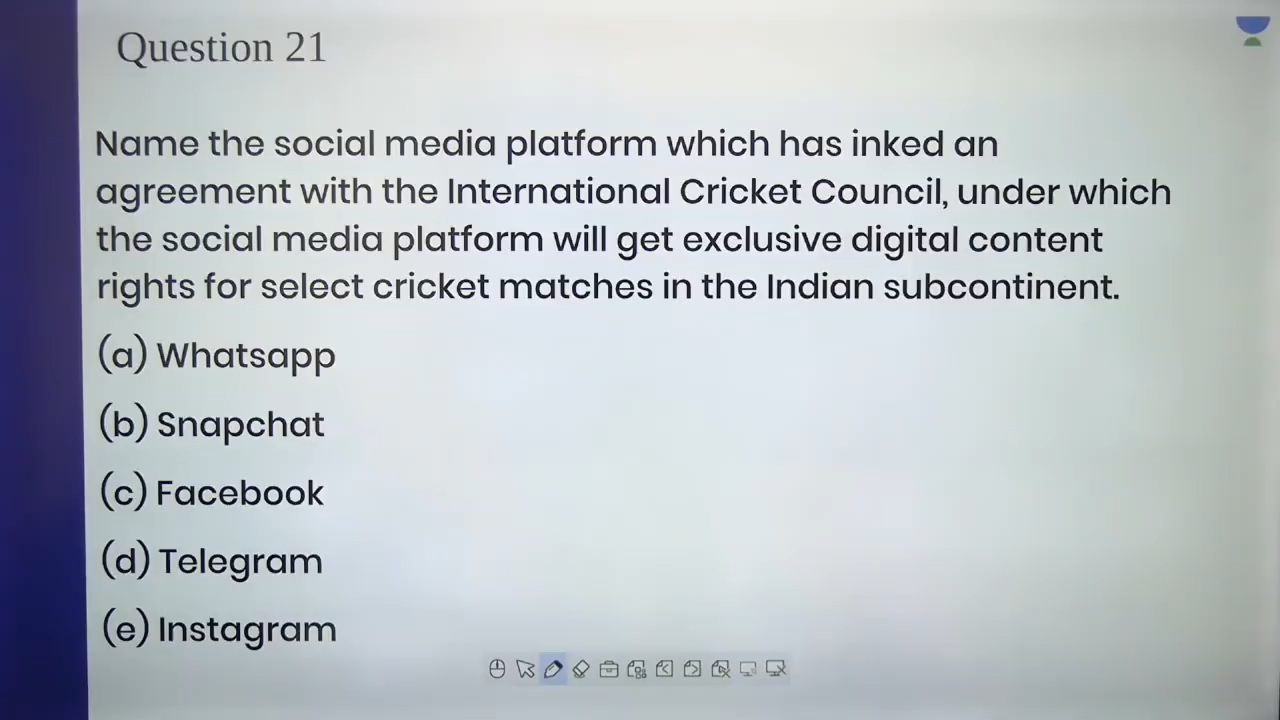 Question 21
Name the social media platform which has inked an
agreement with the International Cricket Council, under which
the social media platform will get exclusive digital content
rights for select cricket matches in the Indian subcontinent.
(a) Whatsapp
(b) Snapchat
(c) Facebook
(d) Telegram
(e) Instagram